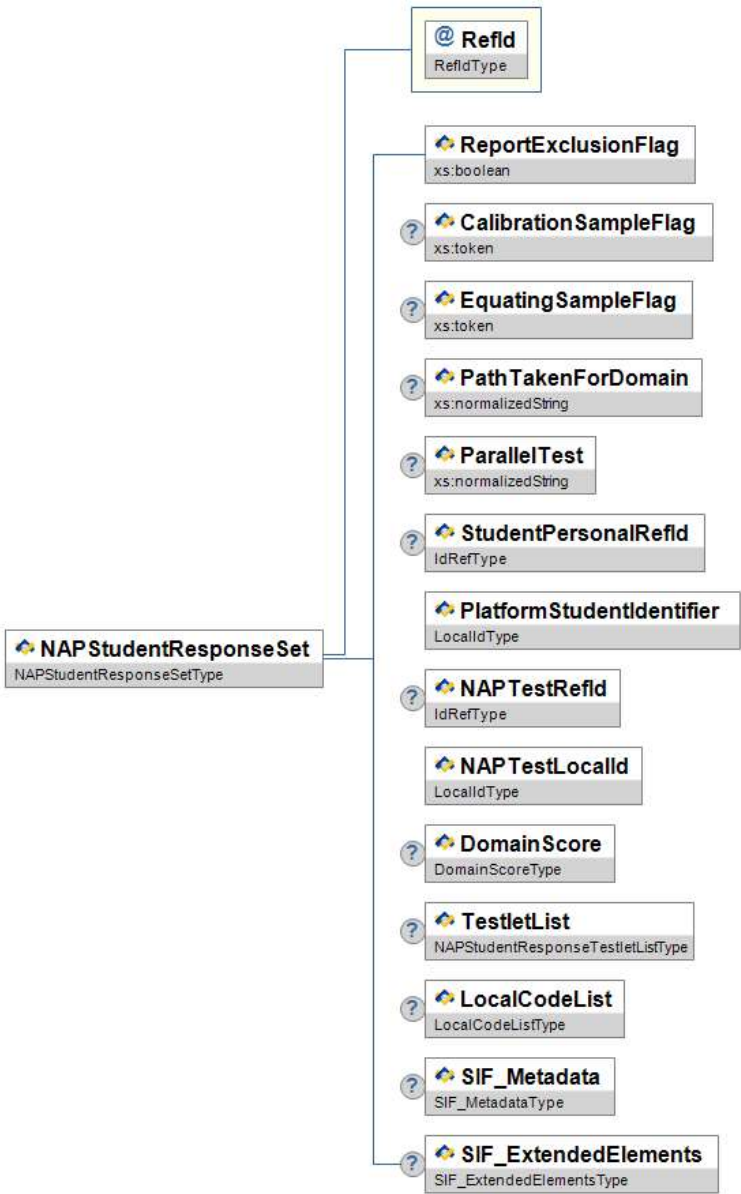 @ RefId
RefIdType
ReportExclusionFlag
xs:boolean
? CalibrationSampleFlag
xs:token
? EquatingSampleFlag
xs:token
? PathTakenForDomain
xs:normalizedString
? ParallelTest
xs:normalizedString
? StudentPersonalRefId
IdRefType
PlatformStudentIdentifier
LocalIdType
NAPStudentResponseSet
NAPStudentResponseSetType
? NAPTestRefId
IdRefType
NAPTestLocalId
LocalIdType
? DomainScore
DomainScoreType
? TestletList
NAPStudentResponseTestletListType
? LocalCodeList
LocalCodeListType
? SIF_Metadata
SIF_MetadataType
? SIF_ExtendedElements
SIF_ExtendedElementsType